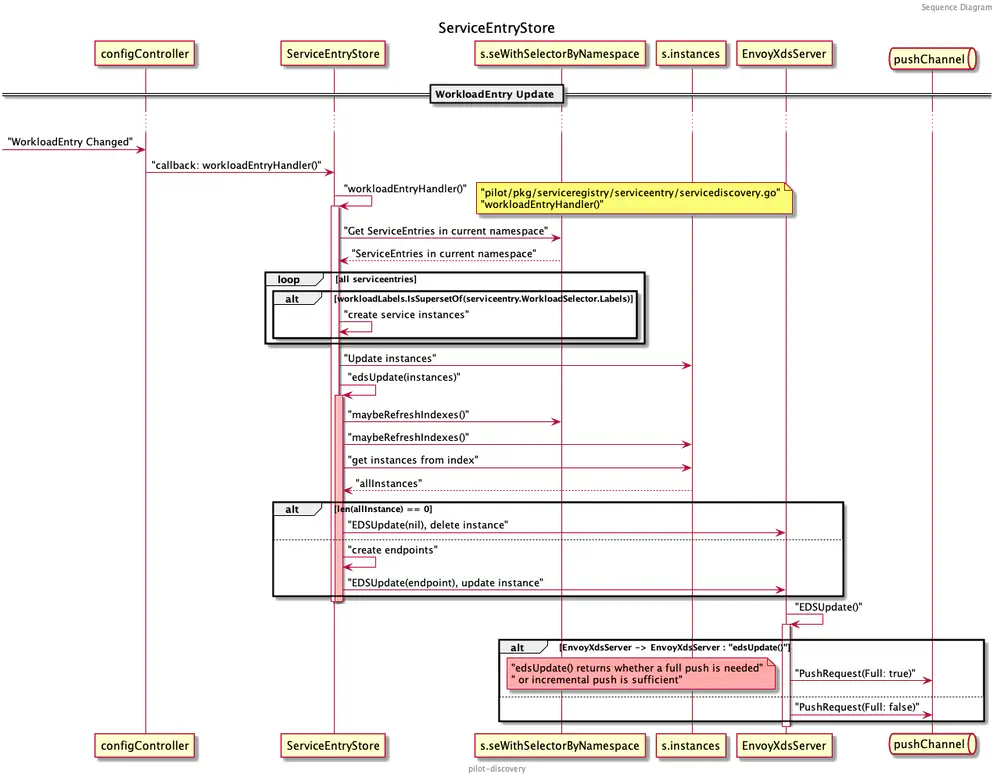 Sequence Diagram
ServiceEntryStore
configController
ServiceEntryStore
s.seWithSelectorByNamespace
s.instances
EnvoyXdsServer
pushChannel
WorkloadEntry Update
"WorkloadEntry Changed"
"callback: workloadEntryHandler()"
"workloadEntryHandler()"
"pilot/pkg/serviceregistry/serviceentry/servicediscovery.go"
"workloadEntryHandler()"
"Get ServiceEntries in current namespace"
"ServiceEntries in current namespace"
loop [all serviceentries]
alt [workloadLabels.IsSupersetOf(serviceentry.WorkloadSelector.Labels)]
"create service instances"
"Update instances"
"edsUpdate(instances)"
"maybeRefreshIndexes()"
"maybeRefreshIndexes()"
"get instances from index"
"allInstances"
alt [len(allInstance) == 0]
"EDSUpdate(nil), delete instance"
"create endpoints"
"EDSUpdate(endpoint), update instance"
"EDSUpdate()"
alt [EnvoyXdsServer -> EnvoyXdsServer : "edsUpdate()"]
"edsUpdate() returns whether a full push is needed"
" or incremental push is sufficient"
"PushRequest(Full: true)"
"PushRequest(Full: false)"
configController
ServiceEntryStore
s.seWithSelectorByNamespace
s.instances
EnvoyXdsServer
pushChannel
pilot-discovery